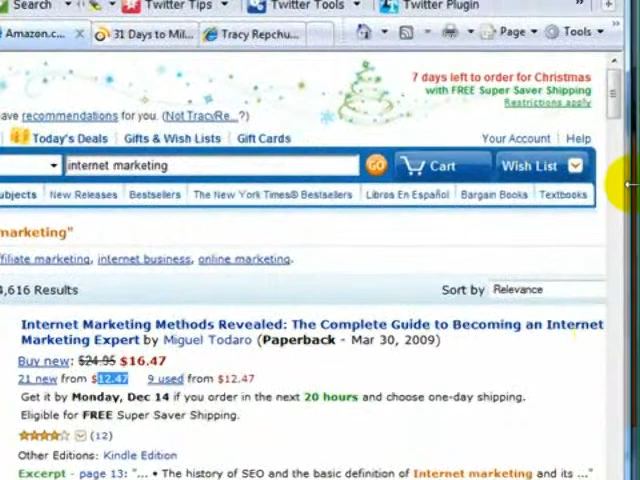 Search Twitter Tips Twitter Tools Twitter Plugin »
Amazon.c... 31 Days to Mil... Tracy Repchu... Page Tools »
7 days left to order for Christmas
with FREE Super Saver Shipping
Restrictions apply
ave recommendations for you. (Not TracyRe...?)
Today's Deals Gifts & Wish Lists Gift Cards Your Account Help
internet marketing GO Cart Wish List
ubjects New Releases Bestsellers The New York Times® Bestsellers Libros En Español Bargain Books Textbooks
marketing"
ffiliate marketing, internet business, online marketing.
4,616 Results Sort by Relevance
Internet Marketing Methods Revealed: The Complete Guide to Becoming an Internet
Marketing Expert by Miguel Todaro (Paperback - Mar 30, 2009)
Buy new: $24.95 $16.47
21 new from $12.47 9 used from $12.47
Get it by Monday, Dec 14 if you order in the next 20 hours and choose one-day shipping.
Eligible for FREE Super Saver Shipping.
(12)
Other Editions: Kindle Edition
Excerpt - page 13: "... • The history of SEO and the basic definition of Internet marketing and its ..."